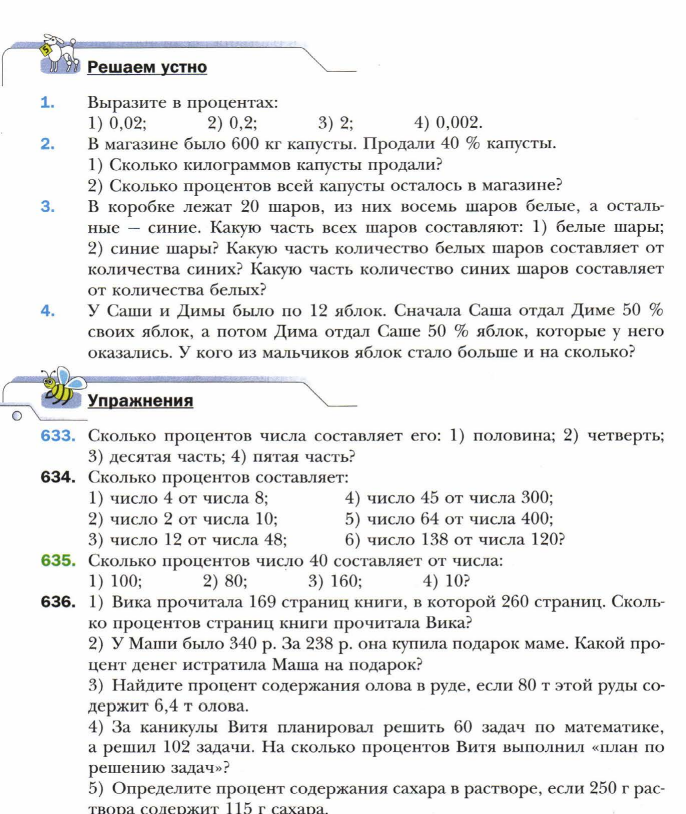 Решаем устно
1. Выразите в процентах:
1) 0,02; 2) 0,2; 3) 2; 4) 0,002.
2. В магазине было 600 кг капусты. Продали 40 % капусты.
1) Сколько килограммов капусты продали?
2) Сколько процентов всей капусты осталось в магазине?
3. В коробке лежат 20 шаров, из них восемь шаров белые, а осталь-
ные — синие. Какую часть всех шаров составляют: 1) белые шары;
2) синие шары? Какую часть количество белых шаров составляет от
количества синих? Какую часть количество синих шаров составляет
от количества белых?
4. У Саши и Димы было по 12 яблок. Сначала Саша отдал Диме 50 %
своих яблок, а потом Дима отдал Саше 50 % яблок, которые у него
оказались. У кого из мальчиков яблок стало больше и на сколько?
Упражнения
633. Сколько процентов числа составляет его: 1) половина; 2) четверть;
3) десятая часть; 4) пятая часть?
634. Сколько процентов составляет:
1) число 4 от числа 8; 4) число 45 от числа 300;
2) число 2 от числа 10; 5) число 64 от числа 400;
3) число 12 от числа 48; 6) число 138 от числа 120?
635. Сколько процентов число 40 составляет от числа:
1) 100; 2) 80; 3) 160; 4) 10?
636. 1) Вика прочитала 169 страниц книги, в которой 260 страниц. Сколь-
ко процентов страниц книги прочитала Вика?
2) У Маши было 340 р. За 238 р. она купила подарок маме. Какой про-
цент денег истратила Маша на подарок?
3) Найдите процент содержания олова в руде, если 80 т этой руды со-
держит 6,4 т олова.
4) За каникулы Витя планировал решить 60 задач по математике,
а решил 102 задачи. На сколько процентов Витя выполнил «план по
решению задач»?
5) Определите процент содержания сахара в растворе, если 250 г рас-
твора содержит 115 г сахара.